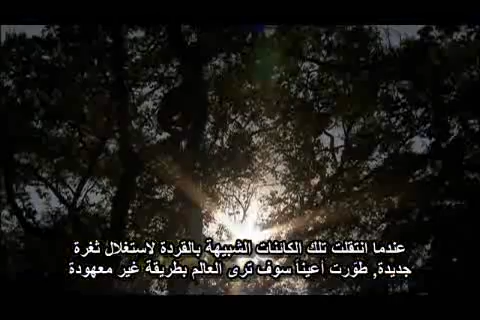 عندما انتقلت تلك الكائنات الشبيهة بالقردة لاستغلال ثغرة
جديدة, طوّرت أعيناً سوف ترى العالم بطريقة غير معهودة